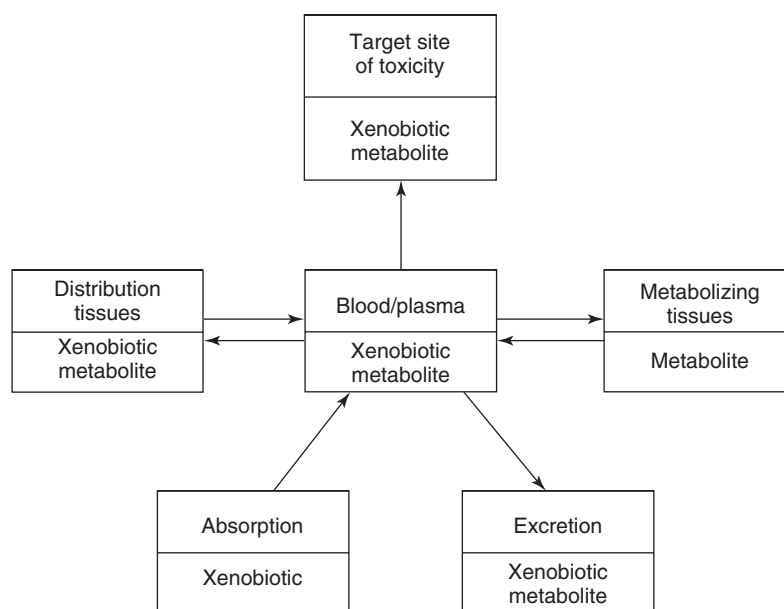 Target site
of toxicity
Xenobiotic
metabolite
Distribution
tissues
Xenobiotic
metabolite
Blood/plasma
Xenobiotic
metabolite
Metabolizing
tissues
Metabolite
Absorption
Xenobiotic
Excretion
Xenobiotic
metabolite